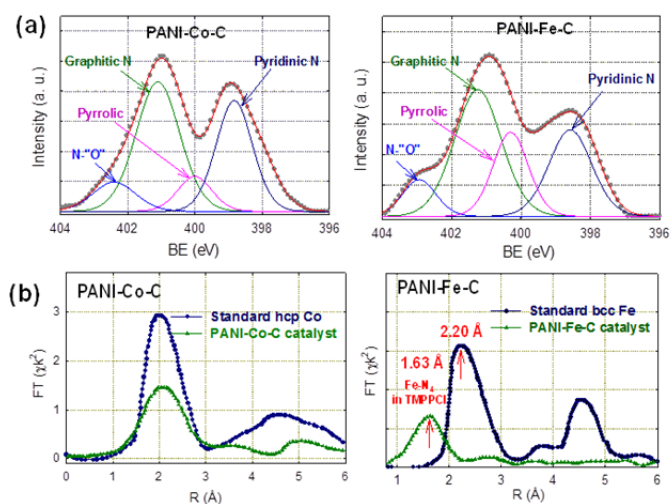 (a)
PANI-Co-C
Graphitic N
Pyridinic N
Pyrrolic
N-"O"
Intensity (a. u.)
404 402 400 398 396
BE (eV)
PANI-Fe-C
Graphitic N
Pyridinic N
Pyrrolic
N-"O"
Intensity (a. u.)
404 402 400 398 396
BE (eV)
(b)
PANI-Co-C
Standard hcp Co
PANI-Co-C catalyst
FT (χk²)
3
2
1
0
0 1 2 3 4 5 6
R (Å)
PANI-Fe-C
Standard bcc Fe
PANI-Fe-C catalyst
2.20 Å
1.63 Å
Fe-N₄
in TMPPCl
FT (χk²)
1 2 3 4 5 6
R (Å)